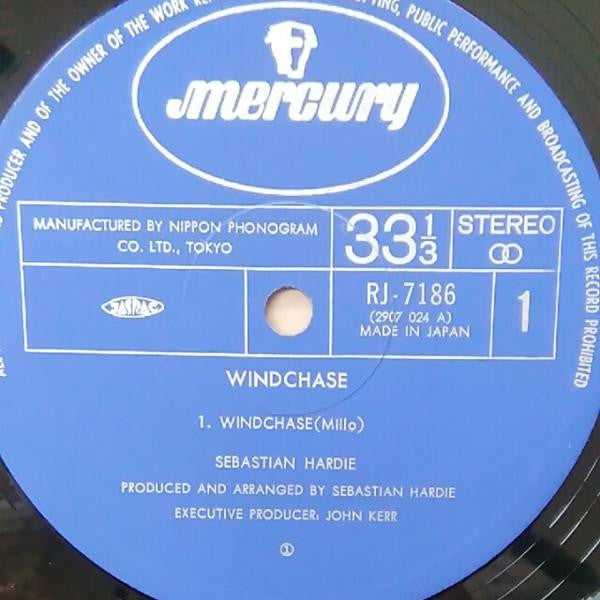 PRODUCER AND OF THE OWNER OF THE WORK
PUBLIC PERFORMANCE AND BROADCASTING OF THIS RECORD PROHIBITED
mercury
MANUFACTURED BY NIPPON PHONOGRAM
CO. LTD., TOKYO
33 1/3
STEREO
JASRAC
RJ-7186
(2907 024 A)
MADE IN JAPAN
1
WINDCHASE
1. WINDCHASE(Millo)
SEBASTIAN HARDIE
PRODUCED AND ARRANGED BY SEBASTIAN HARDIE
EXECUTIVE PRODUCER: JOHN KERR
①